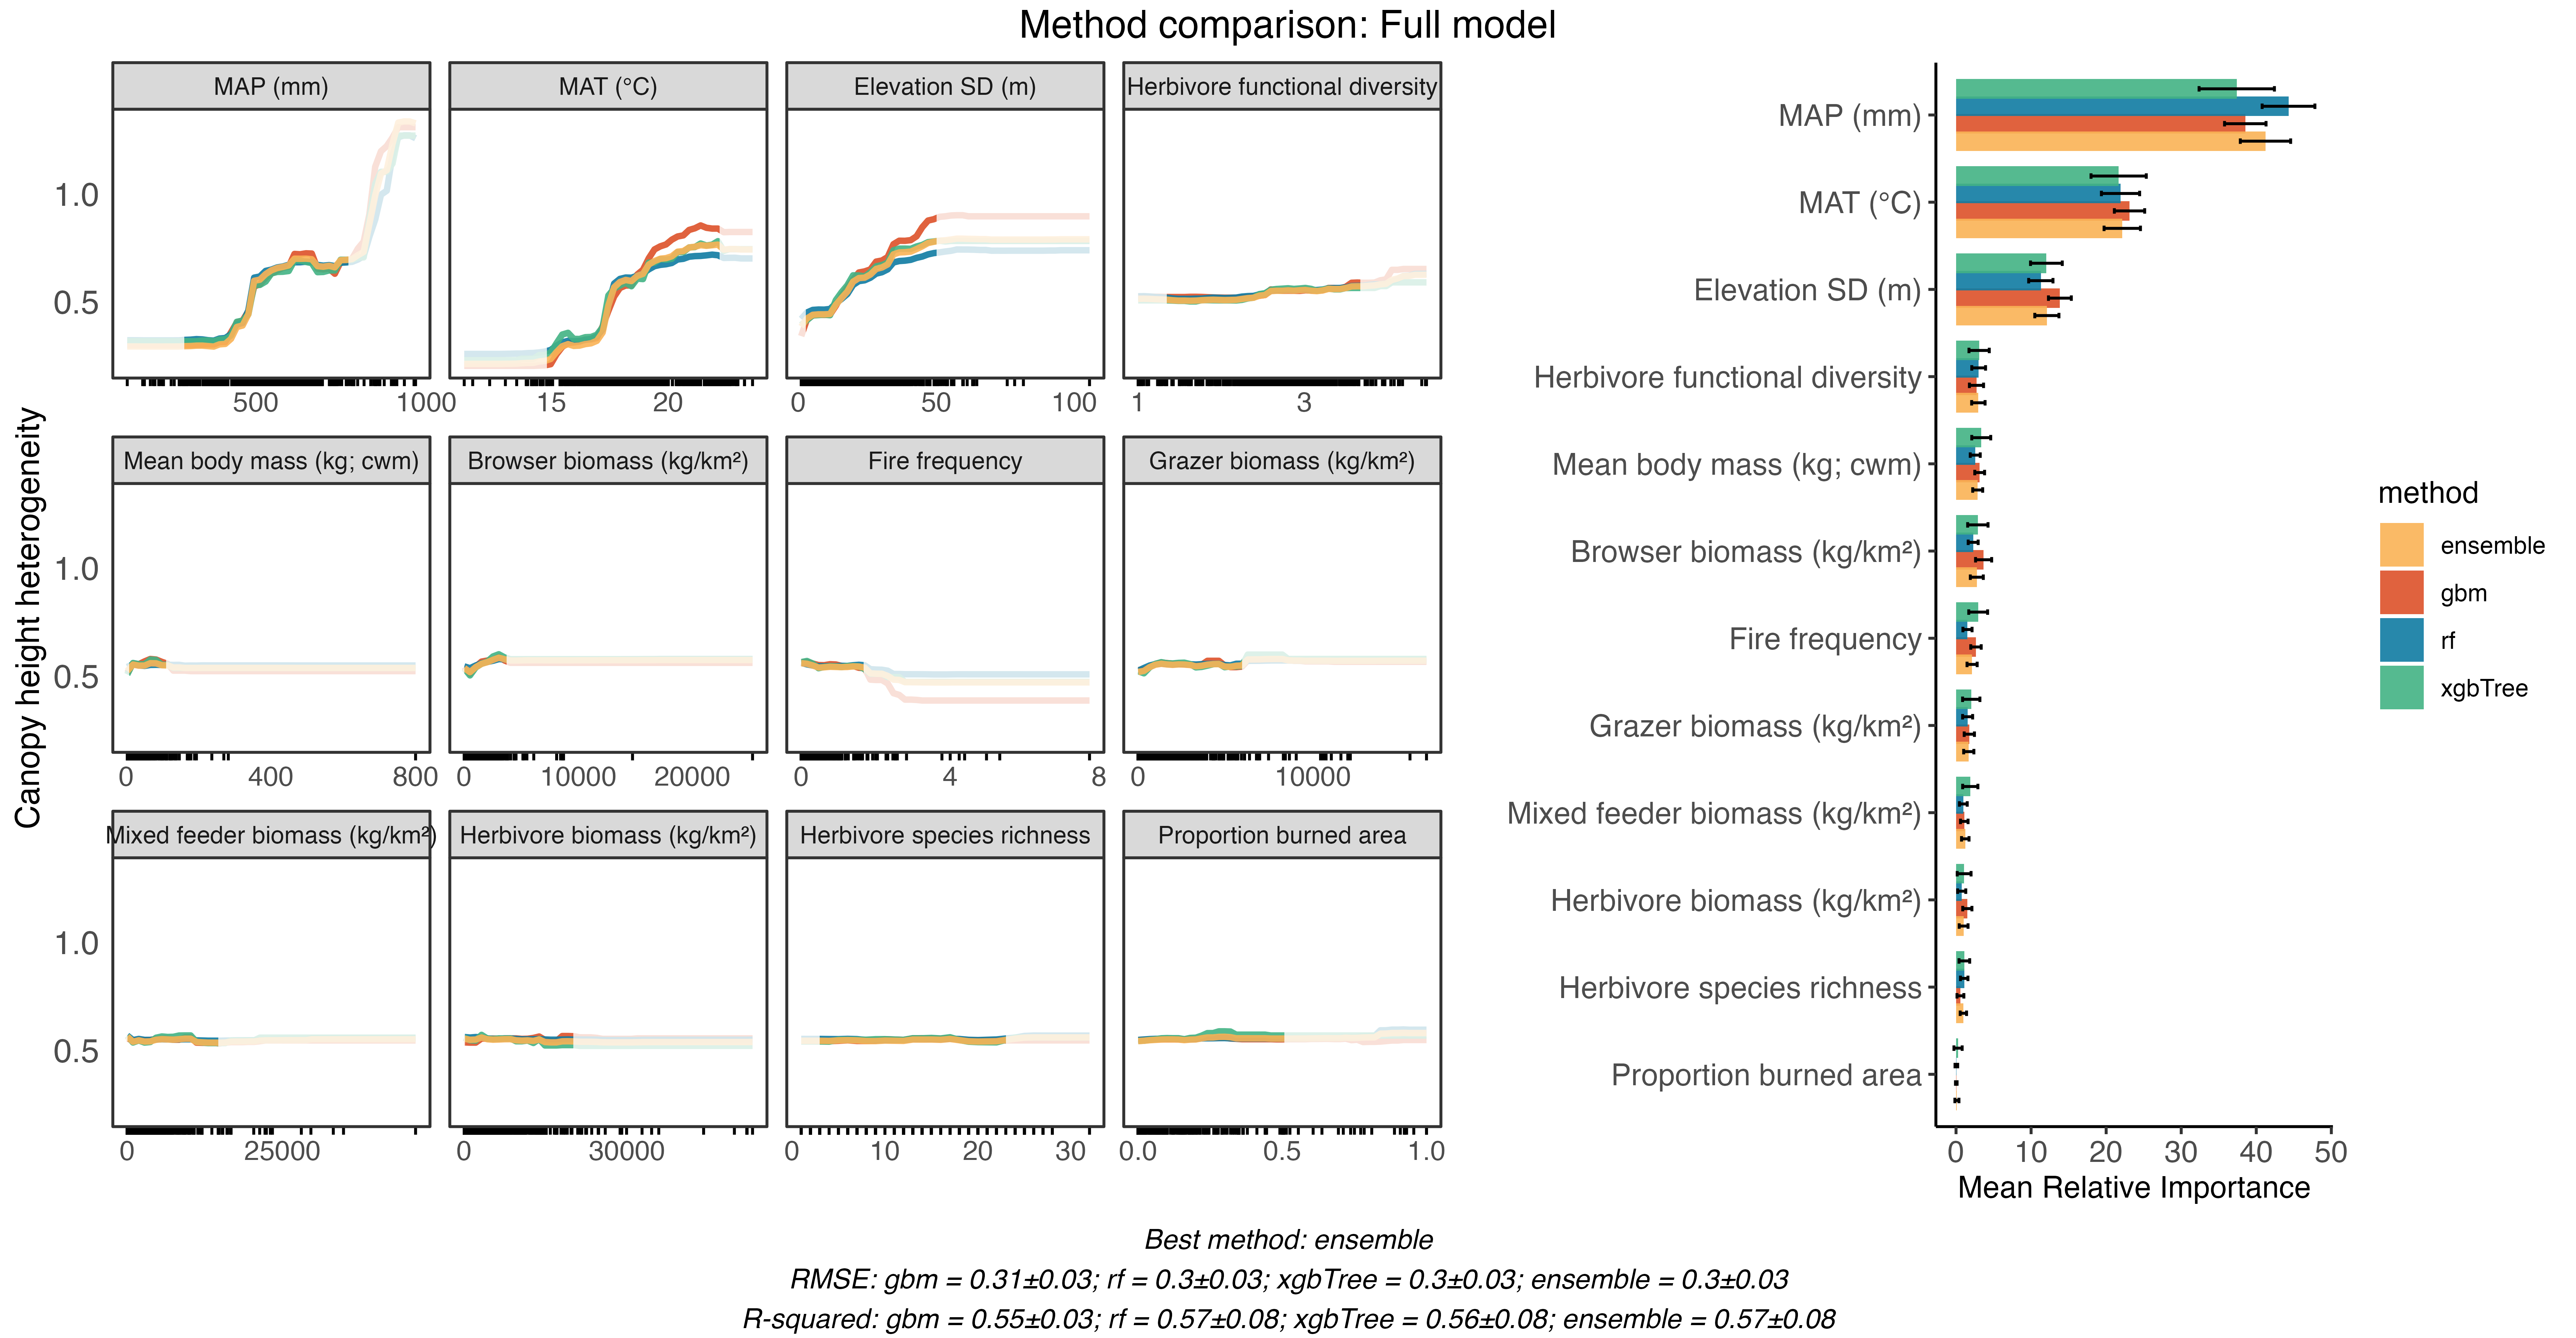 Method comparison: Full model
MAP (mm)
MAT (°C)
Elevation SD (m)
Herbivore functional diversity
1.0
0.5
500 1000
15 20
0 50 100
1 3
Mean body mass (kg; cwm)
Browser biomass (kg/km²)
Fire frequency
Grazer biomass (kg/km²)
1.0
0.5
0 400 800
0 10000 20000
0 4 8
0 10000
Mixed feeder biomass (kg/km²)
Herbivore biomass (kg/km²)
Herbivore species richness
Proportion burned area
1.0
0.5
0 25000
0 30000
0 10 20 30
0.0 0.5 1.0
Canopy height heterogeneity
MAP (mm)
MAT (°C)
Elevation SD (m)
Herbivore functional diversity
Mean body mass (kg; cwm)
Browser biomass (kg/km²)
Fire frequency
Grazer biomass (kg/km²)
Mixed feeder biomass (kg/km²)
Herbivore biomass (kg/km²)
Herbivore species richness
Proportion burned area
0 10 20 30 40 50
Mean Relative Importance
method
ensemble
gbm
rf
xgbTree
Best method: ensemble
RMSE: gbm = 0.31±0.03; rf = 0.3±0.03; xgbTree = 0.3±0.03; ensemble = 0.3±0.03
R-squared: gbm = 0.55±0.03; rf = 0.57±0.08; xgbTree = 0.56±0.08; ensemble = 0.57±0.08